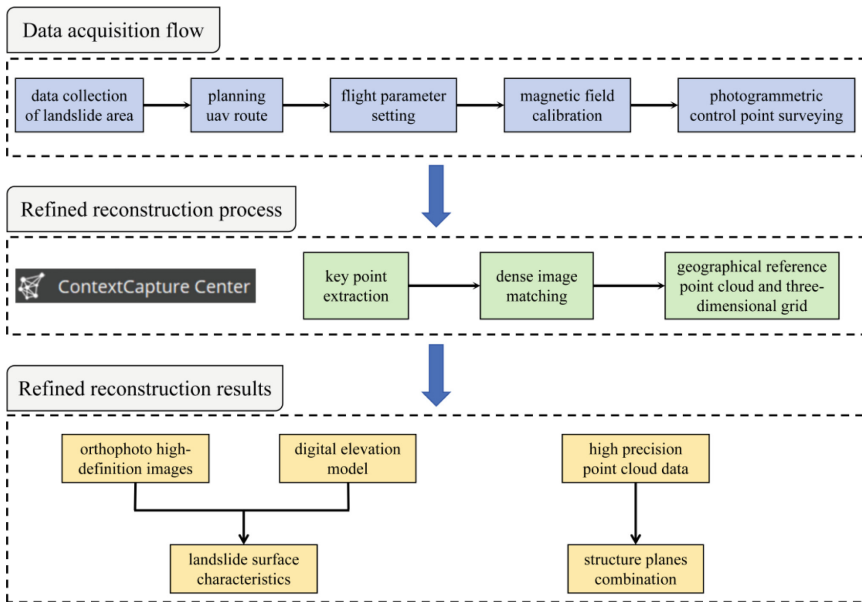 Data acquisition flow
data collection
of landslide area
planning
uav route
flight parameter
setting
magnetic field
calibration
photogrammetric
control point surveying
Refined reconstruction process
ContextCapture Center
key point
extraction
dense image
matching
geographical reference
point cloud and three-
dimensional grid
Refined reconstruction results
orthophoto high-
definition images
digital elevation
model
high precision
point cloud data
landslide surface
characteristics
structure planes
combination